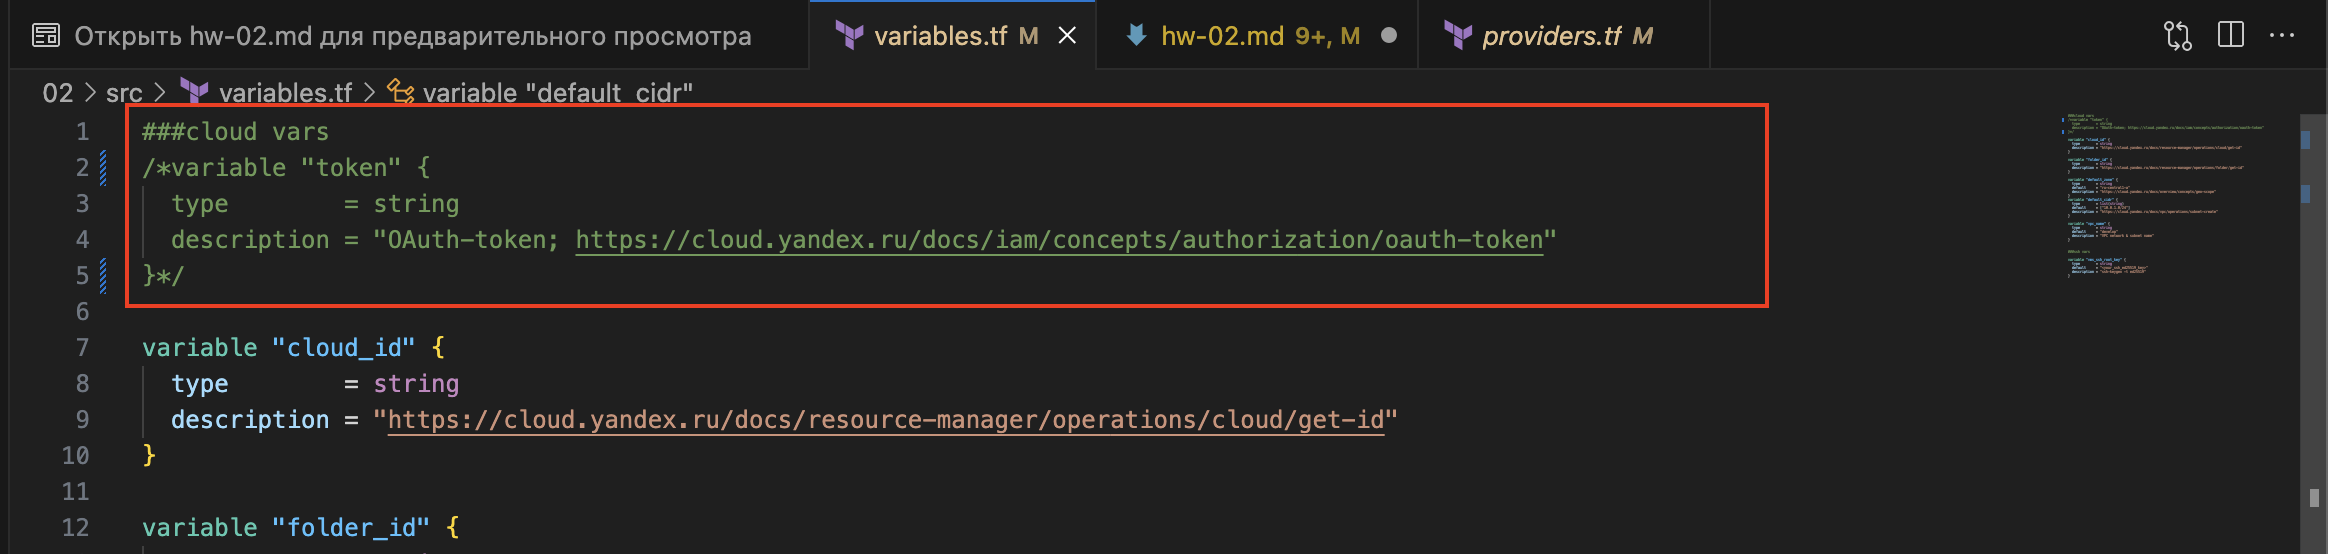 Открыть hw-02.md для предварительного просмотра
variables.tf M
hw-02.md 9+, M
providers.tf M
02 > src > variables.tf > variable "default_cidr"
1 ###cloud vars
2 /*variable "token" {
3 type = string
4 description = "OAuth-token; https://cloud.yandex.ru/docs/iam/concepts/authorization/oauth-token"
5 }*/
6
7 variable "cloud_id" {
8 type = string
9 description = "https://cloud.yandex.ru/docs/resource-manager/operations/cloud/get-id"
10 }
11
12 variable "folder_id" {